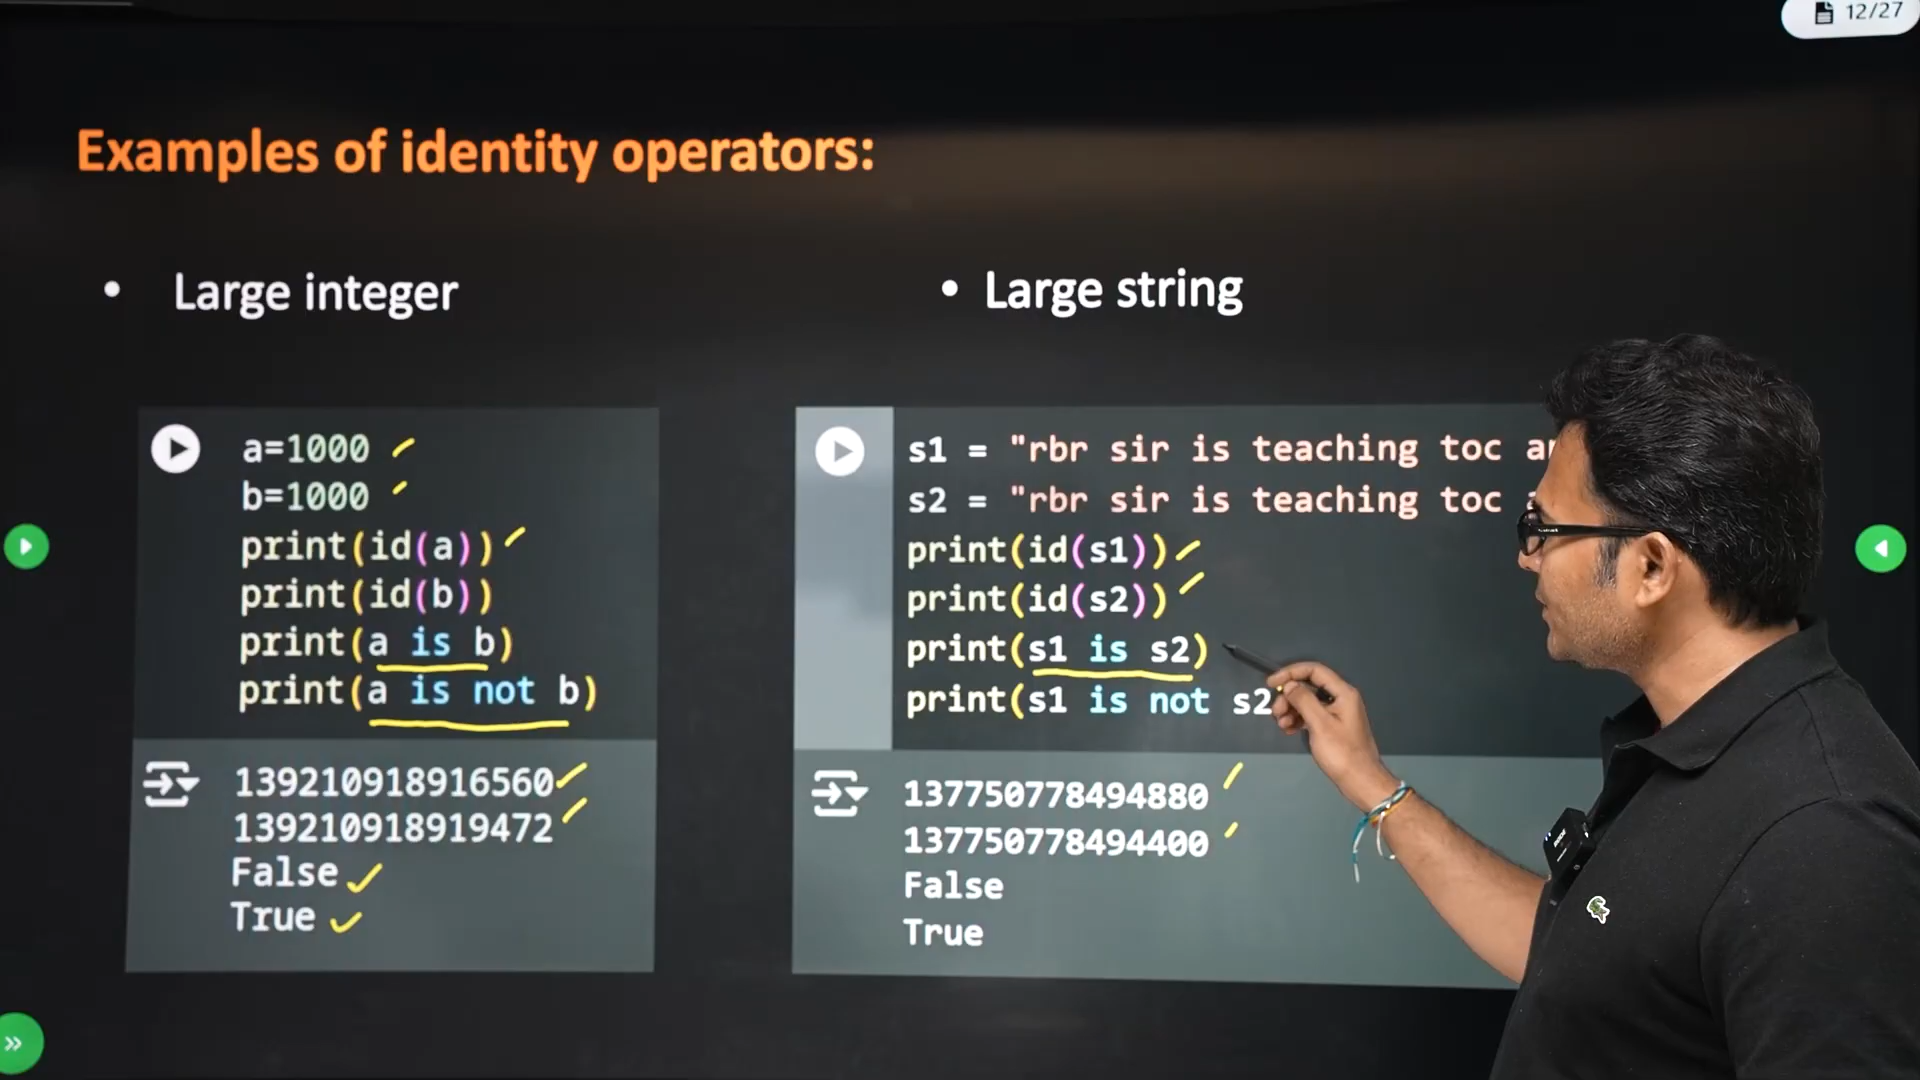 12/27
Examples of identity operators:
• Large integer
a=1000
b=1000
print(id(a))
print(id(b))
print(a is b)
print(a is not b)
139210918916560
139210918919472
False
True
• Large string
s1 = "rbr sir is teaching toc
s2 = "rbr sir is teaching toc
print(id(s1))
print(id(s2))
print(s1 is s2)
print(s1 is not s2
137750778494880
137750778494400
False
True